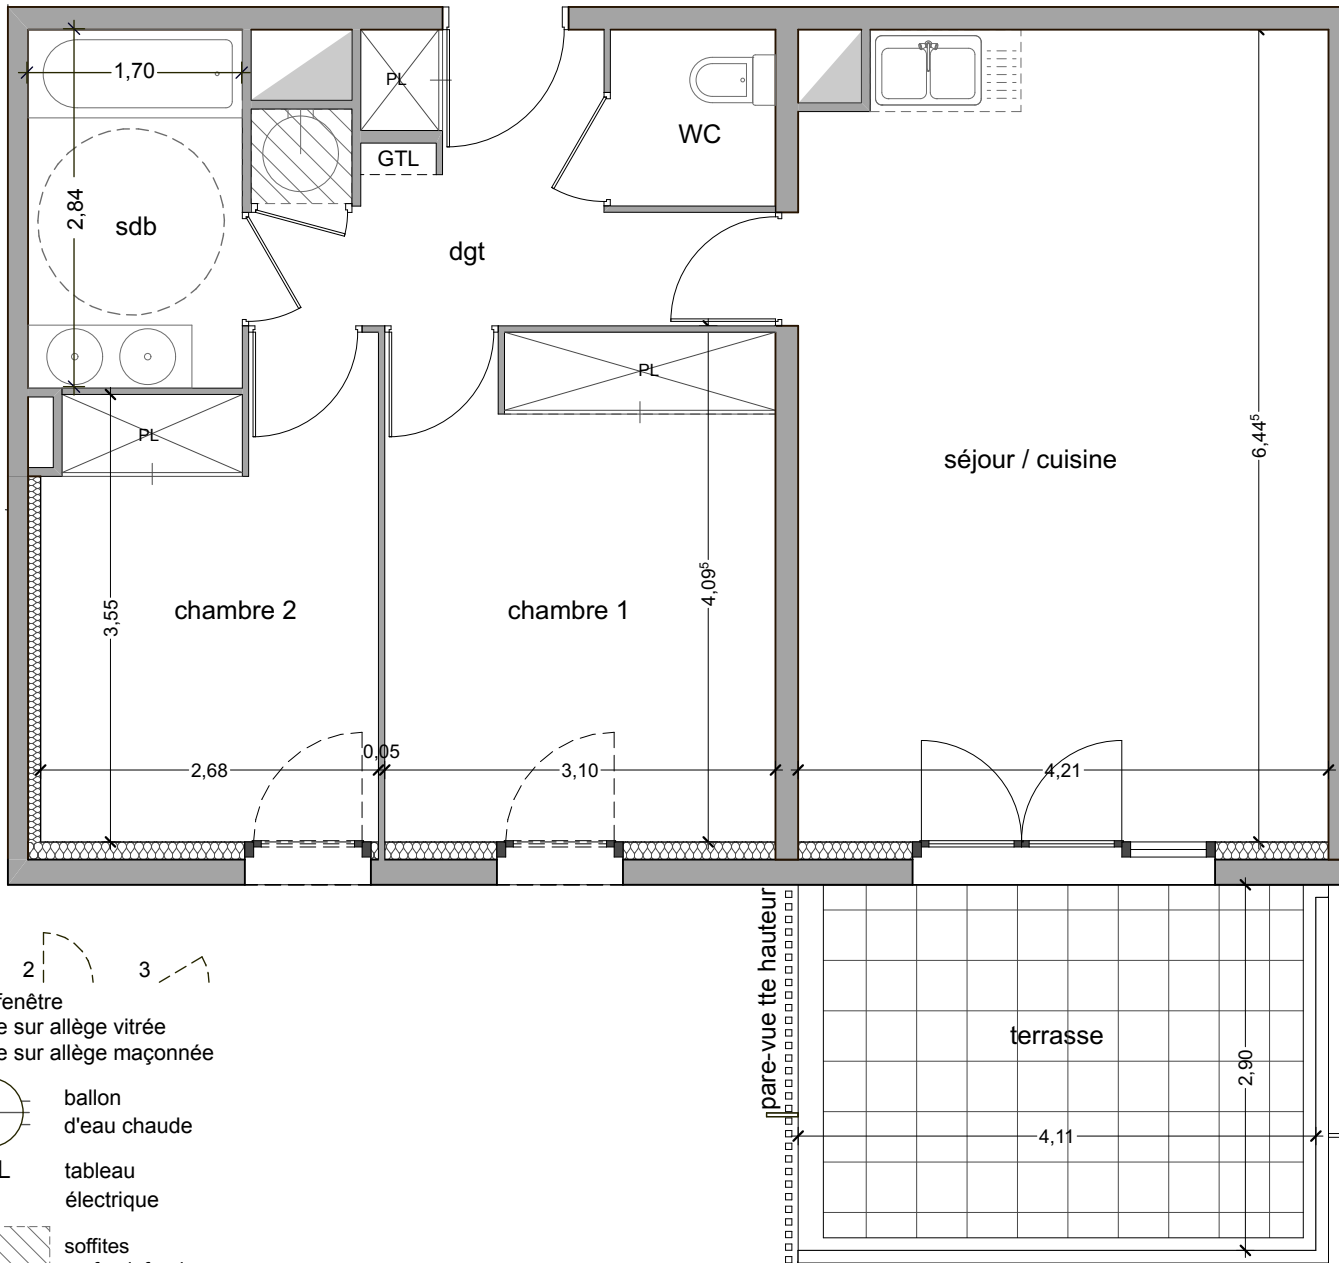 1,70
PL
GTL
WC
2,84
sdb
dgt
PL
PL
séjour / cuisine
6,44⁵
4,09⁵
3,55
chambre 2
chambre 1
0,05
2,68
3,10
4,21
pare-vue tte hauteur
terrasse
2,90
4,11
2
3
fenêtre
e sur allège vitrée
e sur allège maçonnée
ballon
d'eau chaude
L
tableau
électrique
soffites